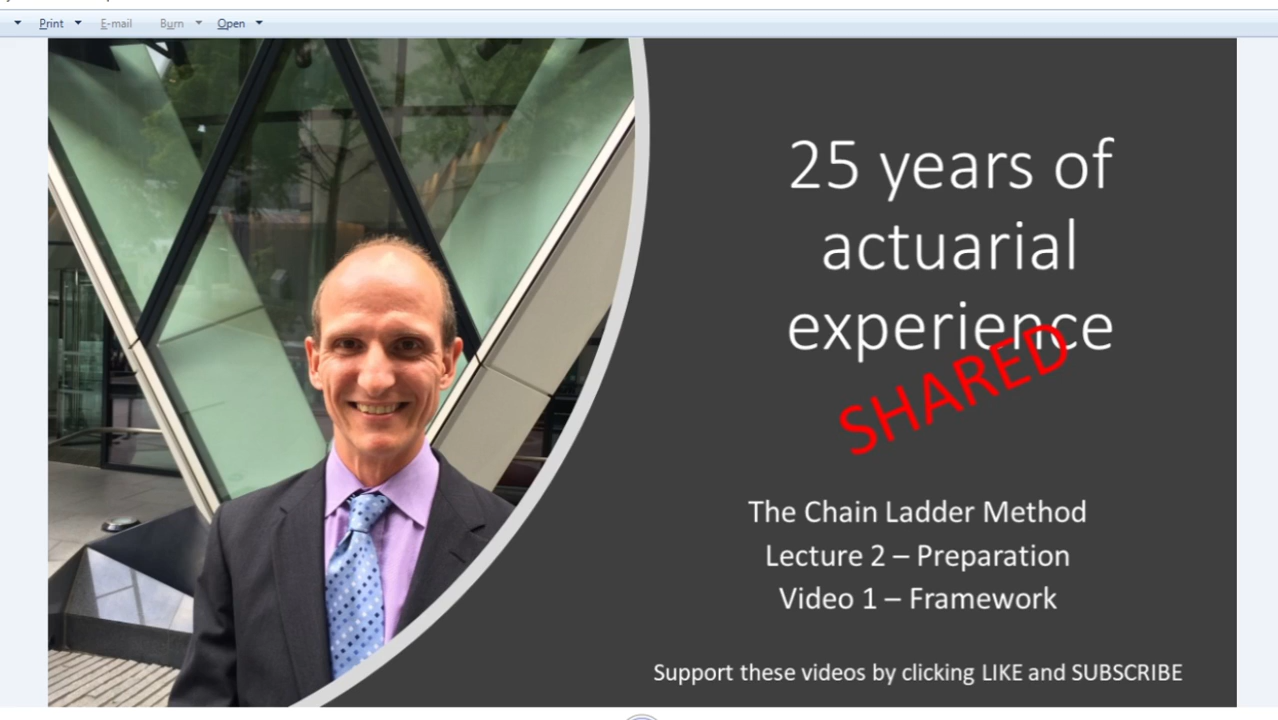 Print E-mail Burn Open
25 years of
actuarial
experience
SHARED
The Chain Ladder Method
Lecture 2 – Preparation
Video 1 – Framework
Support these videos by clicking LIKE and SUBSCRIBE